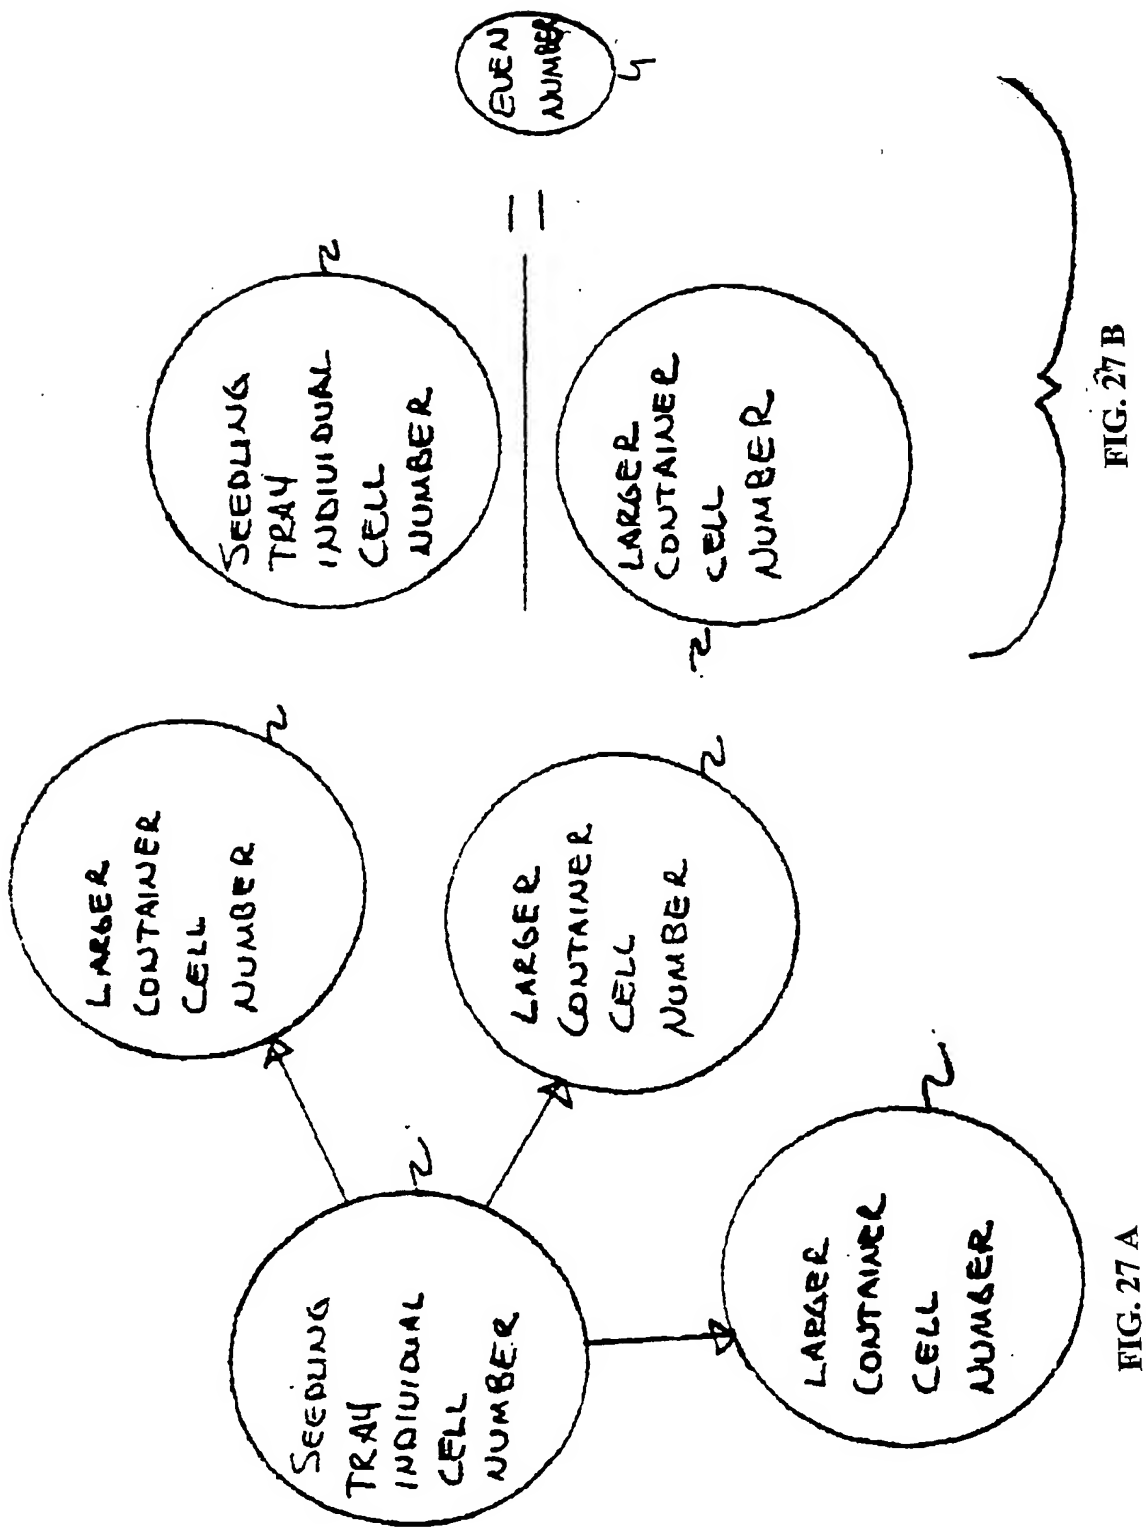 SEEDLING
TRAY
INDIVIDUAL
CELL
NUMBER
LARGER
CONTAINER
CELL
NUMBER
LARGER
CONTAINER
CELL
NUMBER
LARGER
CONTAINER
CELL
NUMBER
FIG. 27 A
SEEDLING
TRAY
INDIVIDUAL
CELL
NUMBER
=
EVEN
NUMBER
LARGER
CONTAINER
CELL
NUMBER
FIG. 27 B